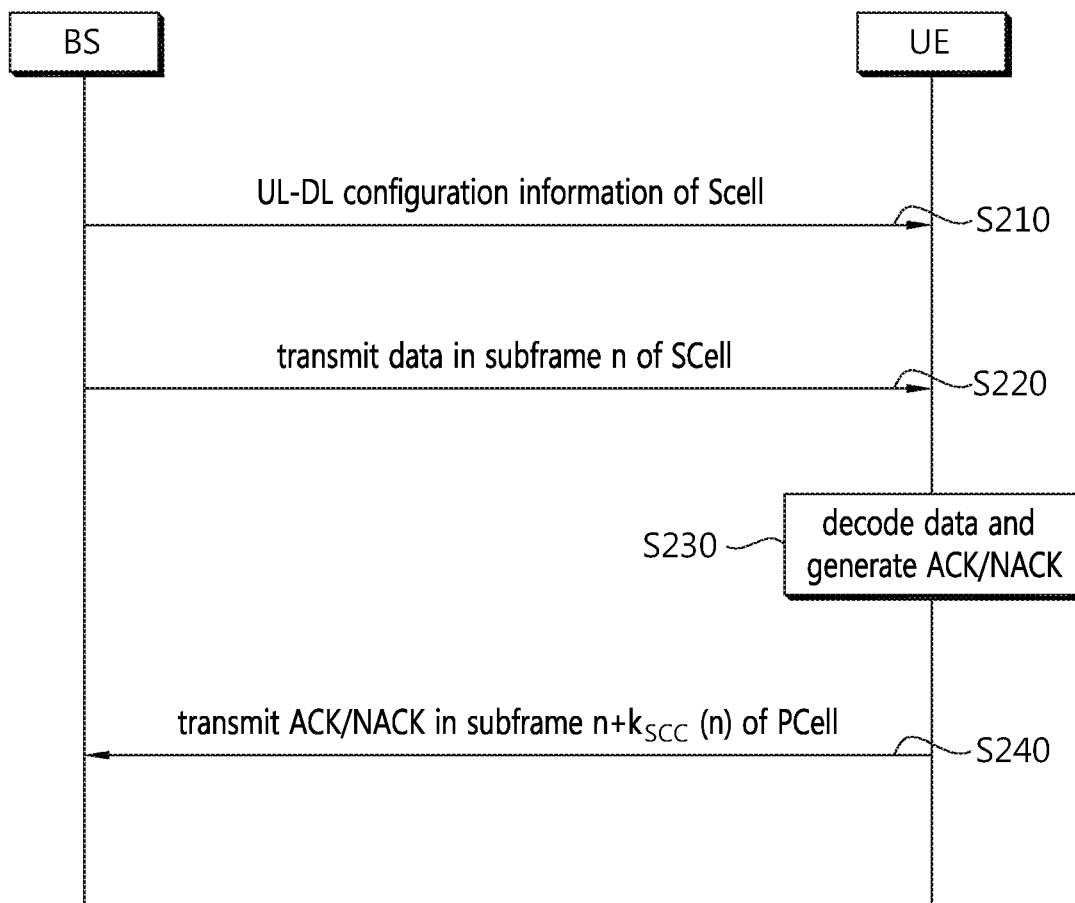 BS
UE
UL-DL configuration information of Scell
S210
transmit data in subframe n of SCell
S220
S230
decode data and
generate ACK/NACK
transmit ACK/NACK in subframe n+kSCC (n) of PCell
S240